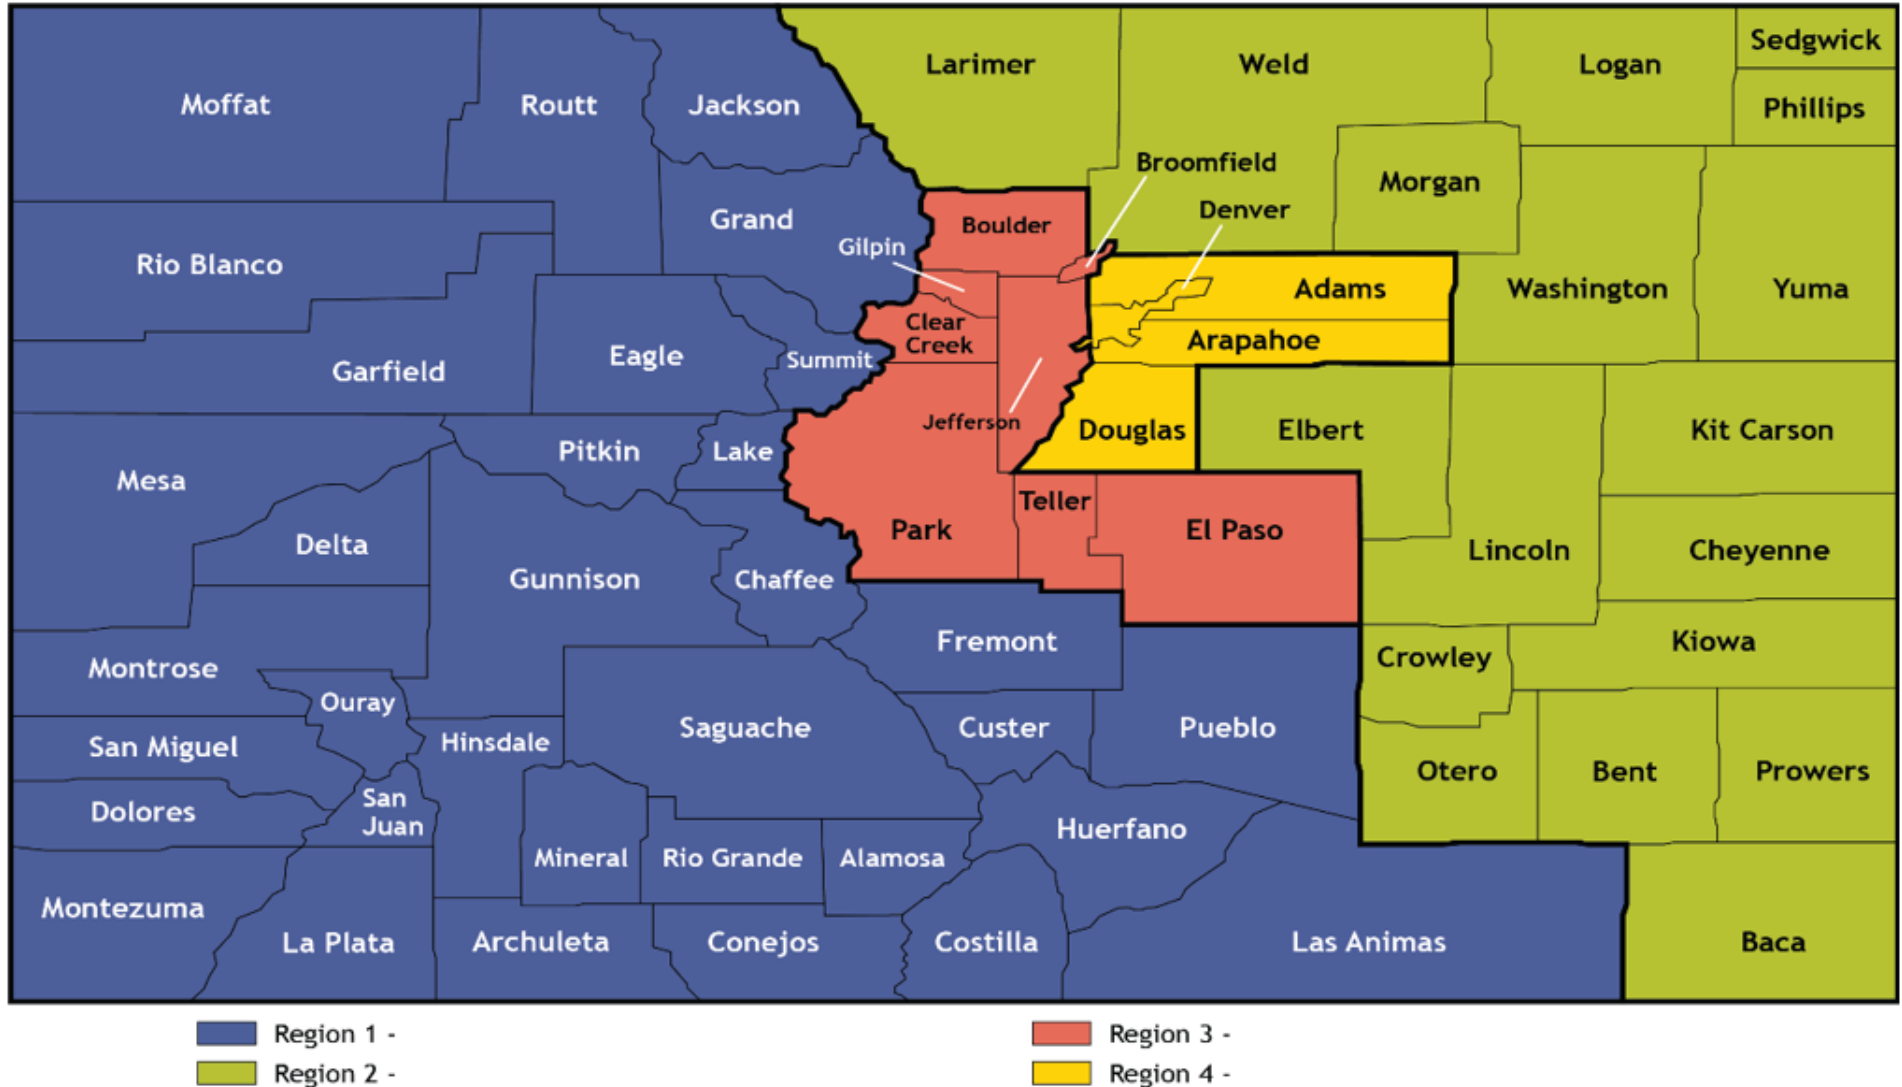 Sedgwick
Larimer
Weld
Logan
Moffat
Routt
Jackson
Phillips
Broomfield
Morgan
Denver
Grand
Boulder
Gilpin
Rio Blanco
Adams
Washington
Yuma
Clear
Creek
Arapahoe
Eagle
Summit
Garfield
Jefferson
Douglas
Elbert
Kit Carson
Pitkin
Lake
Mesa
Teller
Park
El Paso
Delta
Lincoln
Cheyenne
Gunnison
Chaffee
Fremont
Kiowa
Crowley
Montrose
Ouray
Saguache
Custer
Pueblo
San Miguel
Hinsdale
Otero
Bent
Prowers
San
Juan
Dolores
Huerfano
Mineral
Rio Grande
Alamosa
Montezuma
La Plata
Archuleta
Conejos
Costilla
Las Animas
Baca
Region 1 -
Region 3 -
Region 2 -
Region 4 -